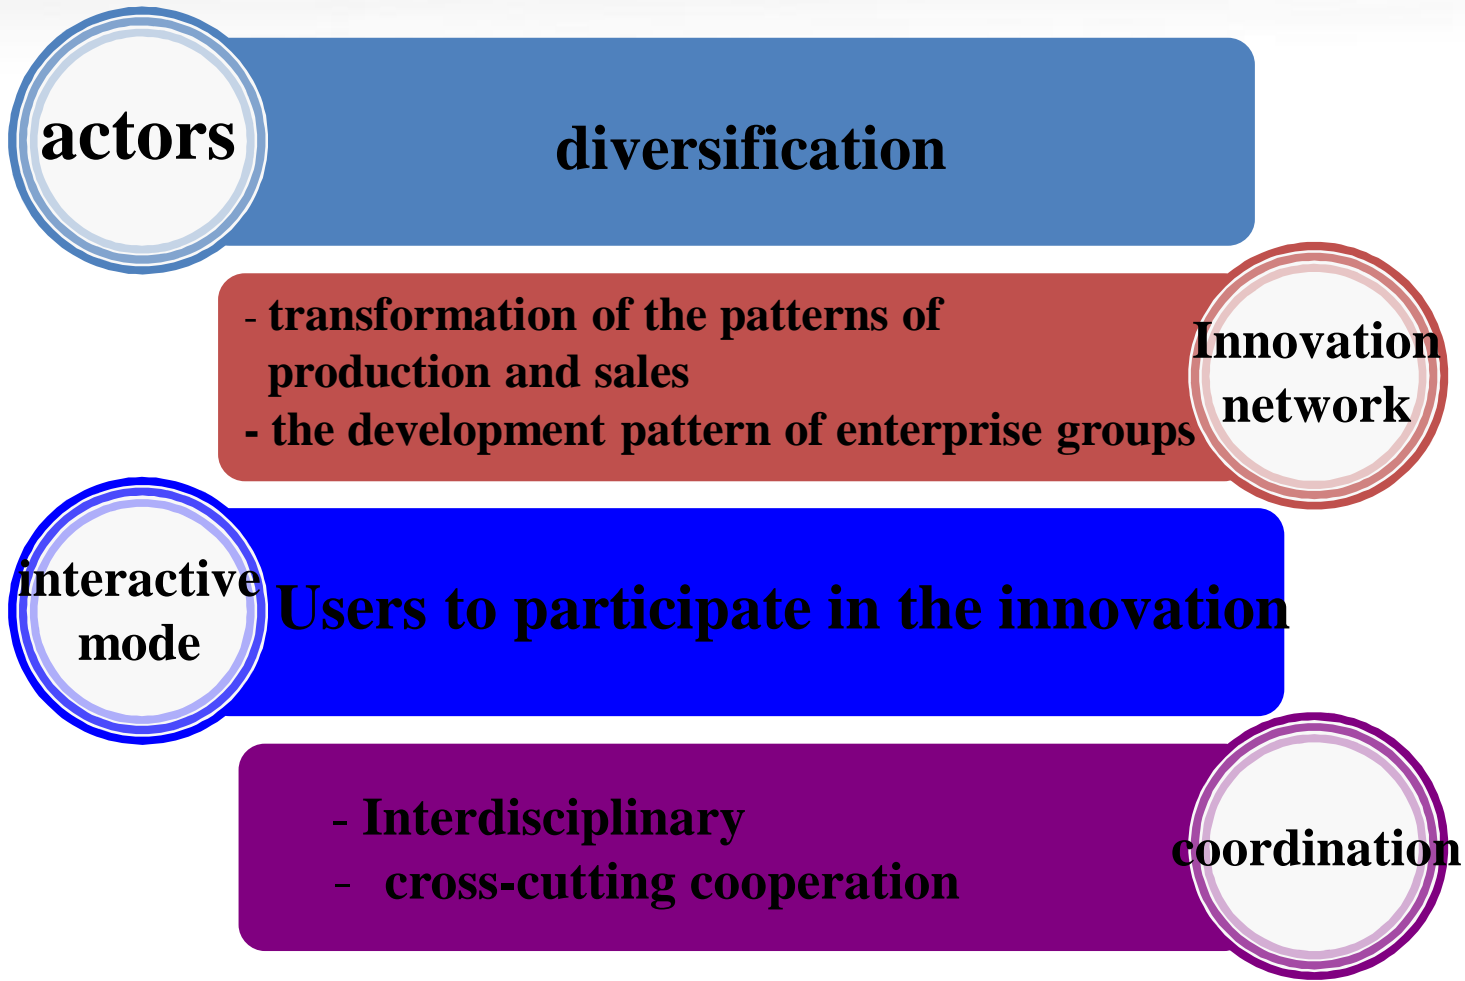 actors
diversification
- transformation of the patterns of
production and sales
- the development pattern of enterprise groups
Innovation
network
interactive
mode
Users to participate in the innovation
- Interdisciplinary
- cross-cutting cooperation
coordination